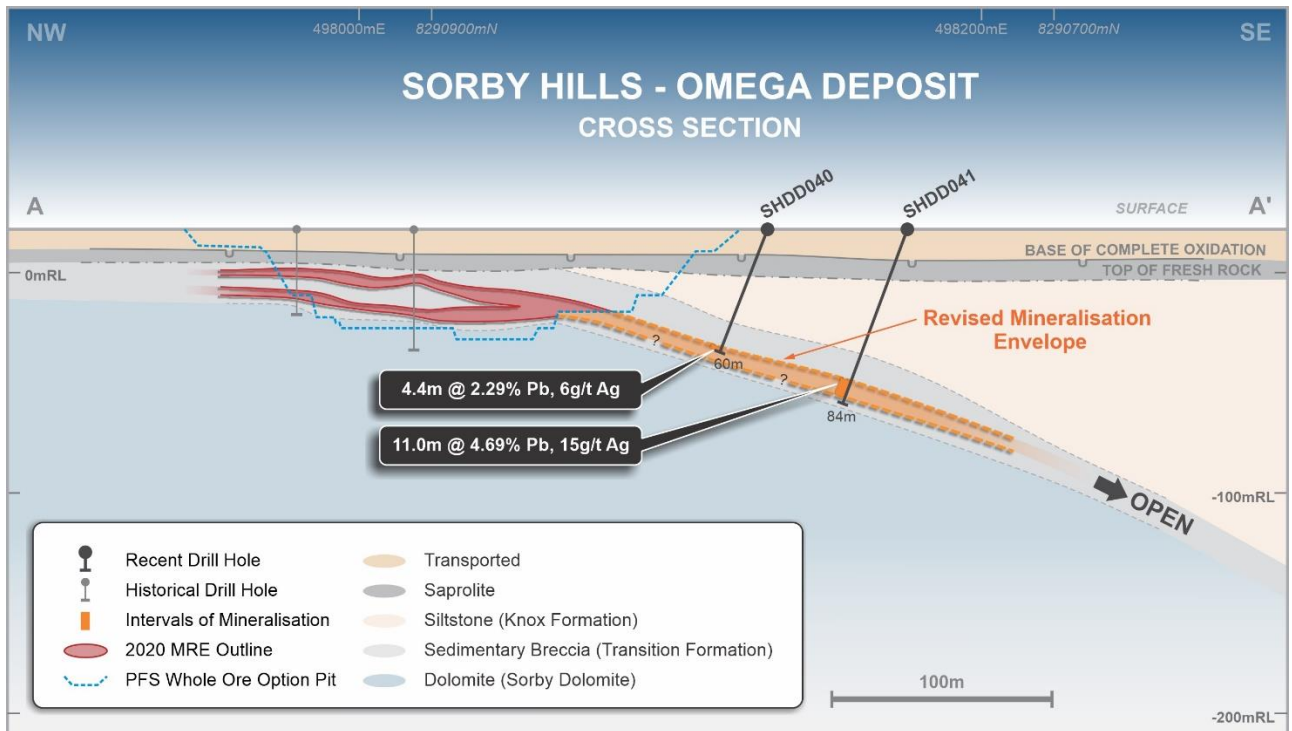 NW
498000mE
8290900mN
498200mE
8290700mN
SE
SORBY HILLS - OMEGA DEPOSIT
CROSS SECTION
A
SHDD040
SHDD041
SURFACE
A'
BASE OF COMPLETE OXIDATION
TOP OF FRESH ROCK
0mRL
Revised Mineralisation
Envelope
?
60m
?
4.4m @ 2.29% Pb, 6g/t Ag
84m
11.0m @ 4.69% Pb, 15g/t Ag
OPEN
-100mRL
Recent Drill Hole
Historical Drill Hole
Intervals of Mineralisation
2020 MRE Outline
PFS Whole Ore Option Pit
Transported
Saprolite
Siltstone (Knox Formation)
Sedimentary Breccia (Transition Formation)
Dolomite (Sorby Dolomite)
100m
-200mRL